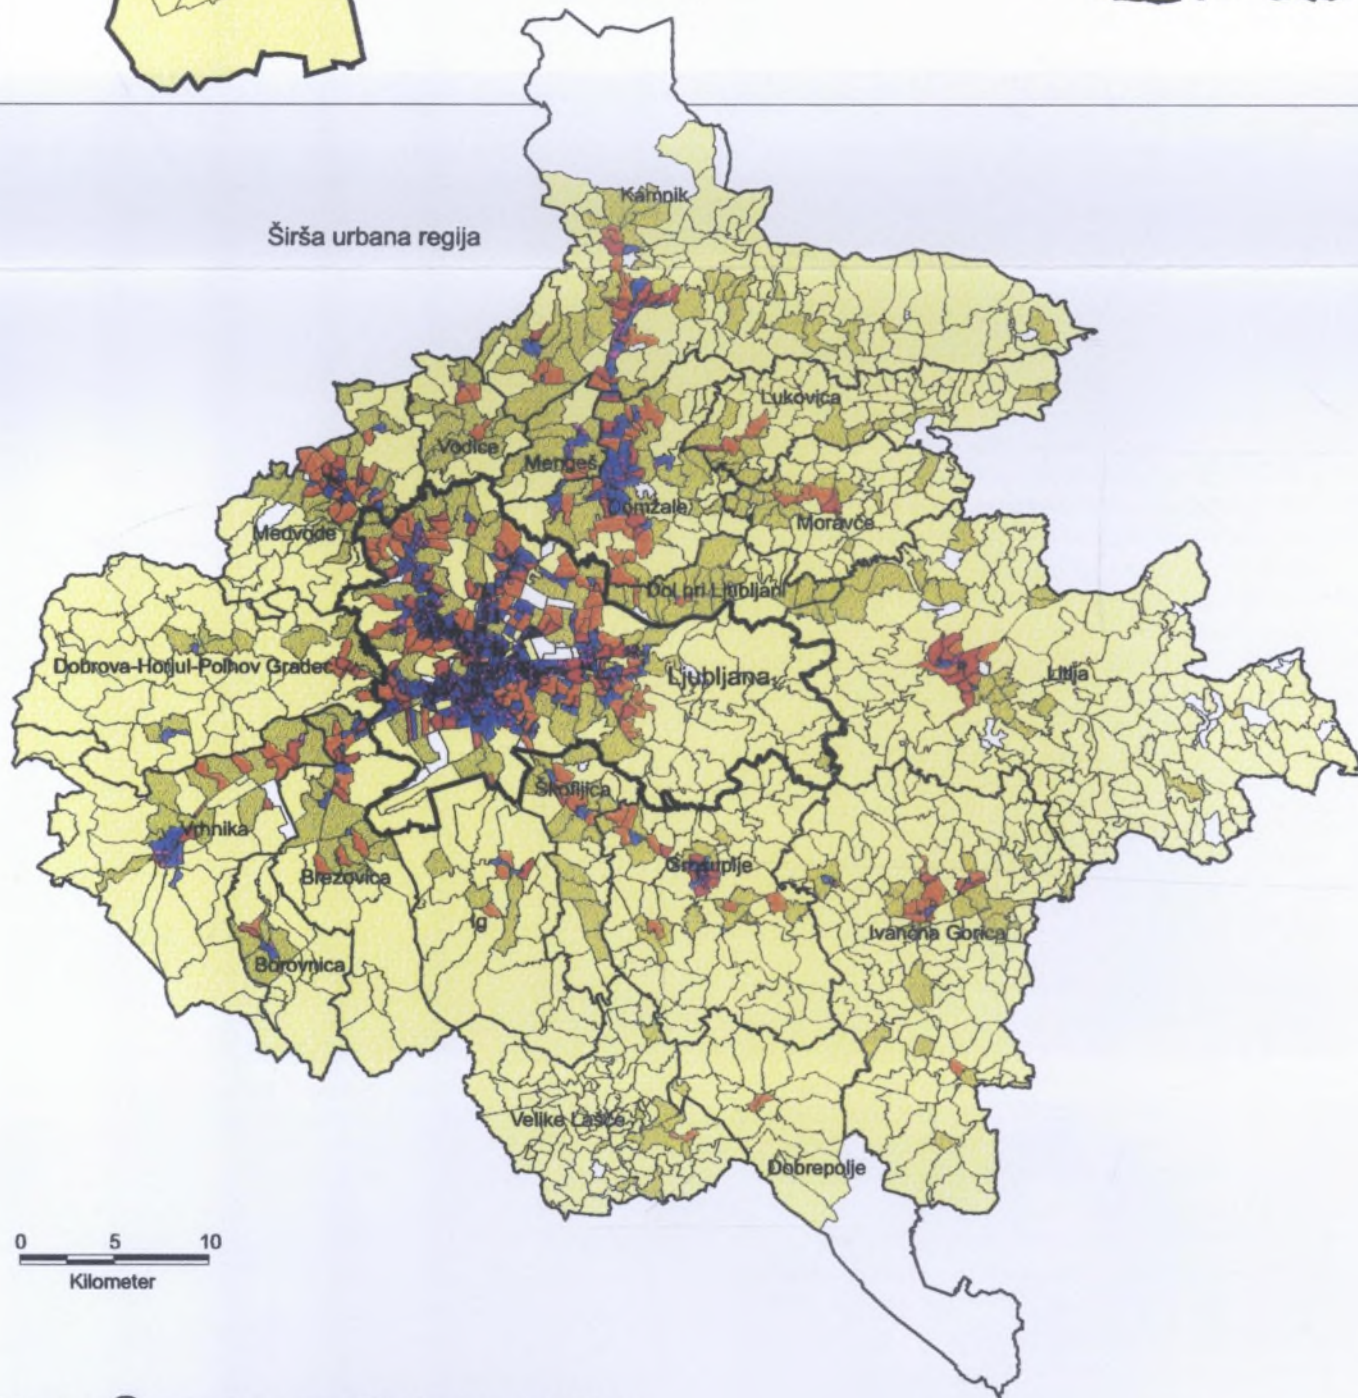 Kamnik
Širša urbana regija
Lukovica
Vodice
Mengeš
Domžale
Moravče
Medvode
Dol pri Ljubljani
Dobrova-Horjul-Polhov Gradec
Ljubljana
Litija
Škofljica
Vrhnika
Grosuplje
Brezovica
Ig
Ivančna Gorica
Borovnica
Velike Lašče
Dobrepolje
0 5 10
Kilometer